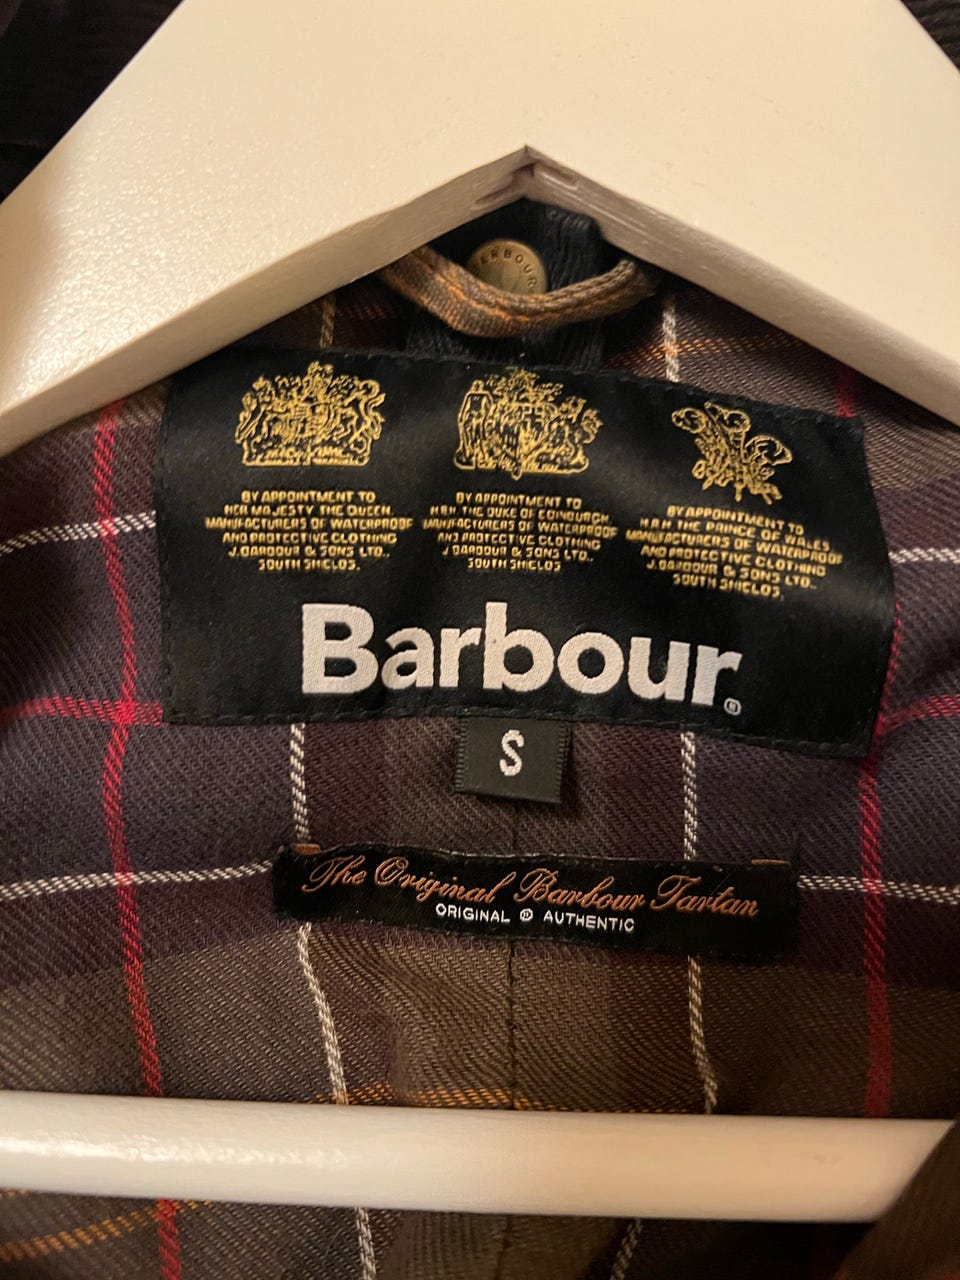 BARBOUR
BY APPOINTMENT TO
HER MAJESTY THE QUEEN
MANUFACTURERS OF WATERPROOF
AND PROTECTIVE CLOTHING
J. BARBOUR & SONS LTD..
SOUTH SHIELDS.
BY APPOINTMENT TO
H.R.H. THE DUKE OF EDINBURGH
MANUFACTURERS OF WATERPROOF
AND PROTECTIVE CLOTHING
J. BARBOUR & SONS LTD..
SOUTH SHIELDS.
BY APPOINTMENT TO
H.R.H. THE PRINCE OF WALES
MANUFACTURERS OF WATERPROOF
AND PROTECTIVE CLOTHING
J. BARBOUR & SONS LTD..
SOUTH SHIELDS.
Barbour®
S
The Original Barbour Tartan
ORIGINAL AUTHENTIC